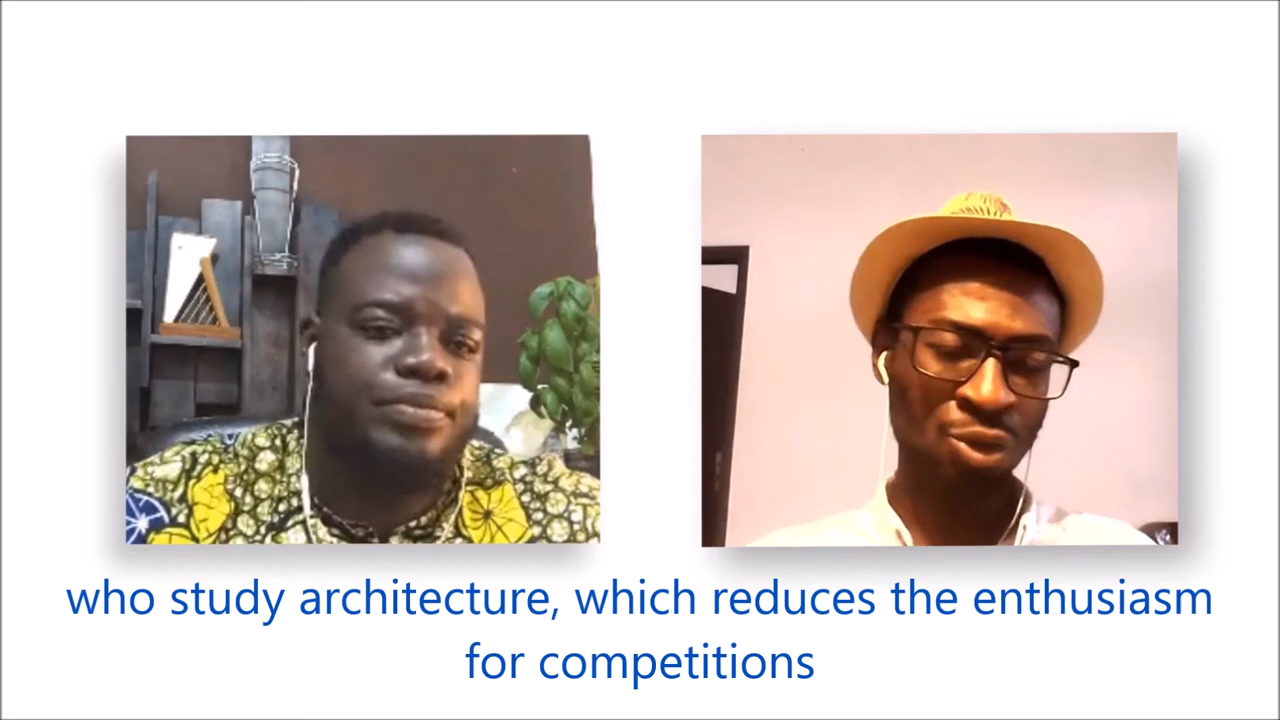 who study architecture, which reduces the enthusiasm
for competitions